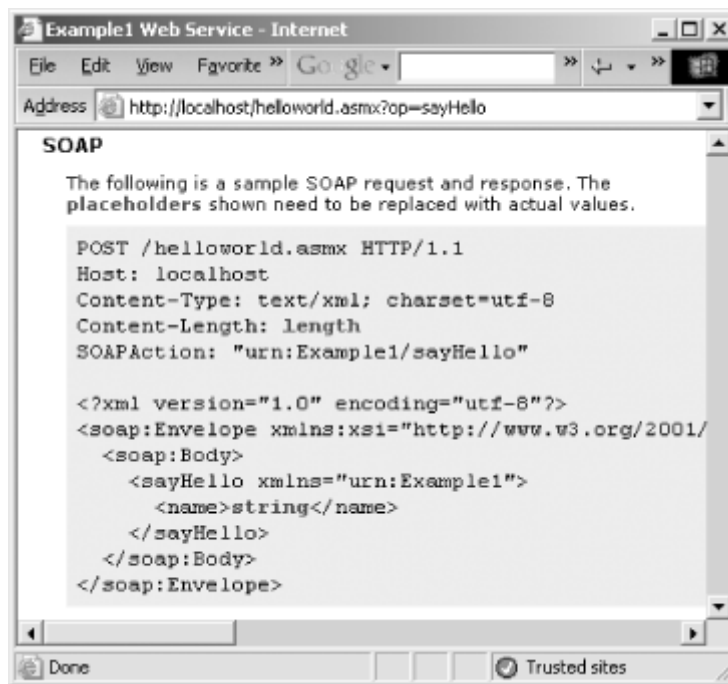 Example1 Web Service - Internet
File Edit View Favorite » Google »  »
Address http://localhost/helloworld.asmx?op=sayHello
SOAP
The following is a sample SOAP request and response. The
placeholders shown need to be replaced with actual values.
POST /helloworld.asmx HTTP/1.1
Host: localhost
Content-Type: text/xml; charset=utf-8
Content-Length: length
SOAPAction: "urn:Example1/sayHello"
<?xml version="1.0" encoding="utf-8"?>
<soap:Envelope xmlns:xsi="http://www.w3.org/2001/
<soap:Body>
<sayHello xmlns="urn:Example1">
<name>string</name>
</sayHello>
</soap:Body>
</soap:Envelope>
Done Trusted sites